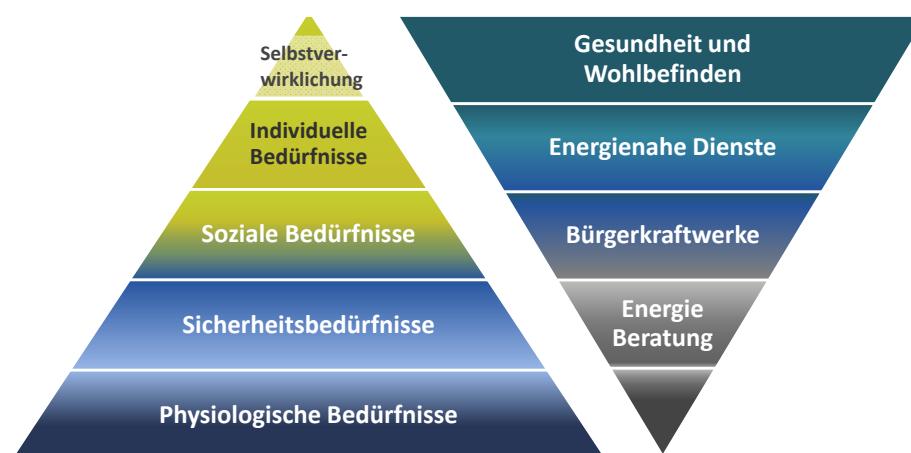 Selbstver-
wirklichung
Individuelle
Bedürfnisse
Soziale Bedürfnisse
Sicherheitsbedürfnisse
Physiologische Bedürfnisse
Gesundheit und
Wohlbefinden
Energienahe Dienste
Bürgerkraftwerke
Energie
Beratung